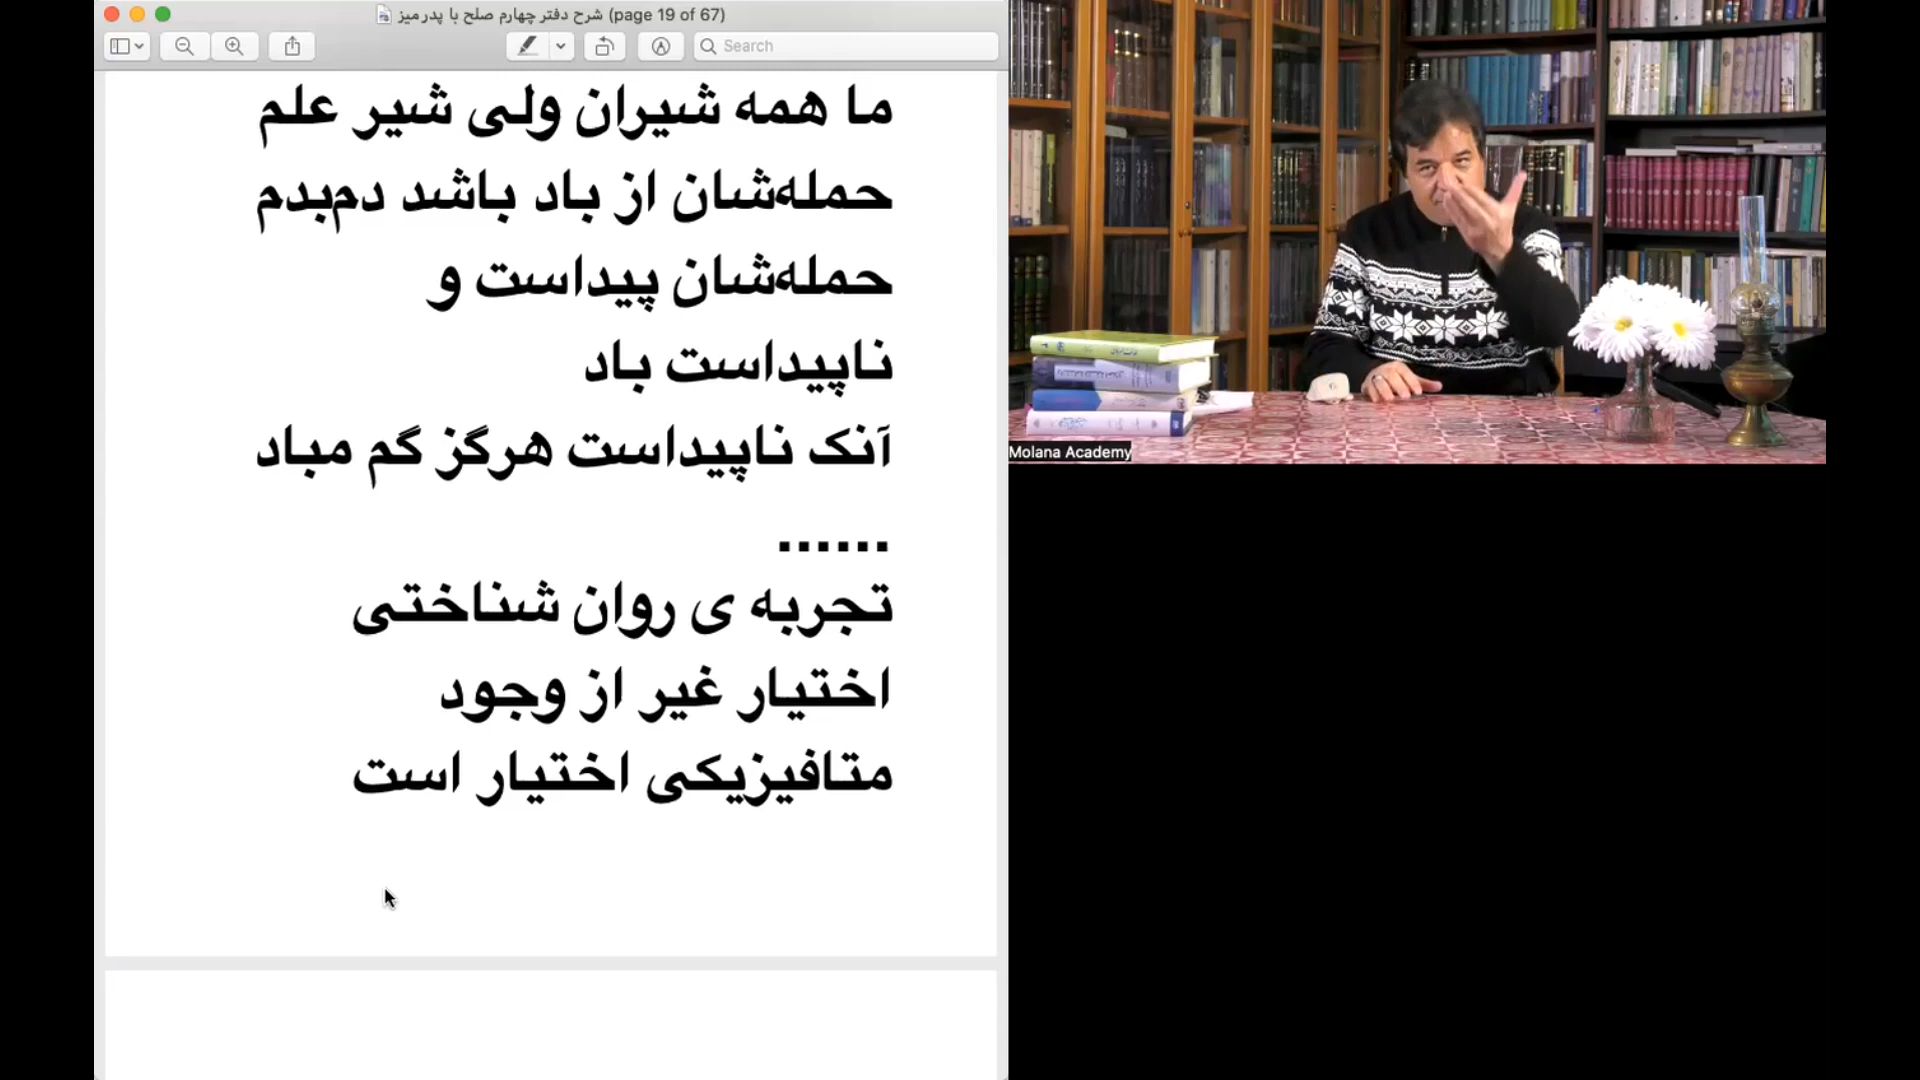 شرح دفتر چهارم صلح با پدر میز (page 19 of 67)
Search
ما همه شیران ولی شیر علم
حمله‌شان از باد باشد دم‌بدم
حمله‌شان پیداست و
ناپیداست باد
آنک ناپیداست هرگز گم مباد
......
تجربه ی روان شناختی
اختیار غیر از وجود
متافیزیکی اختیار است
Molana Academy